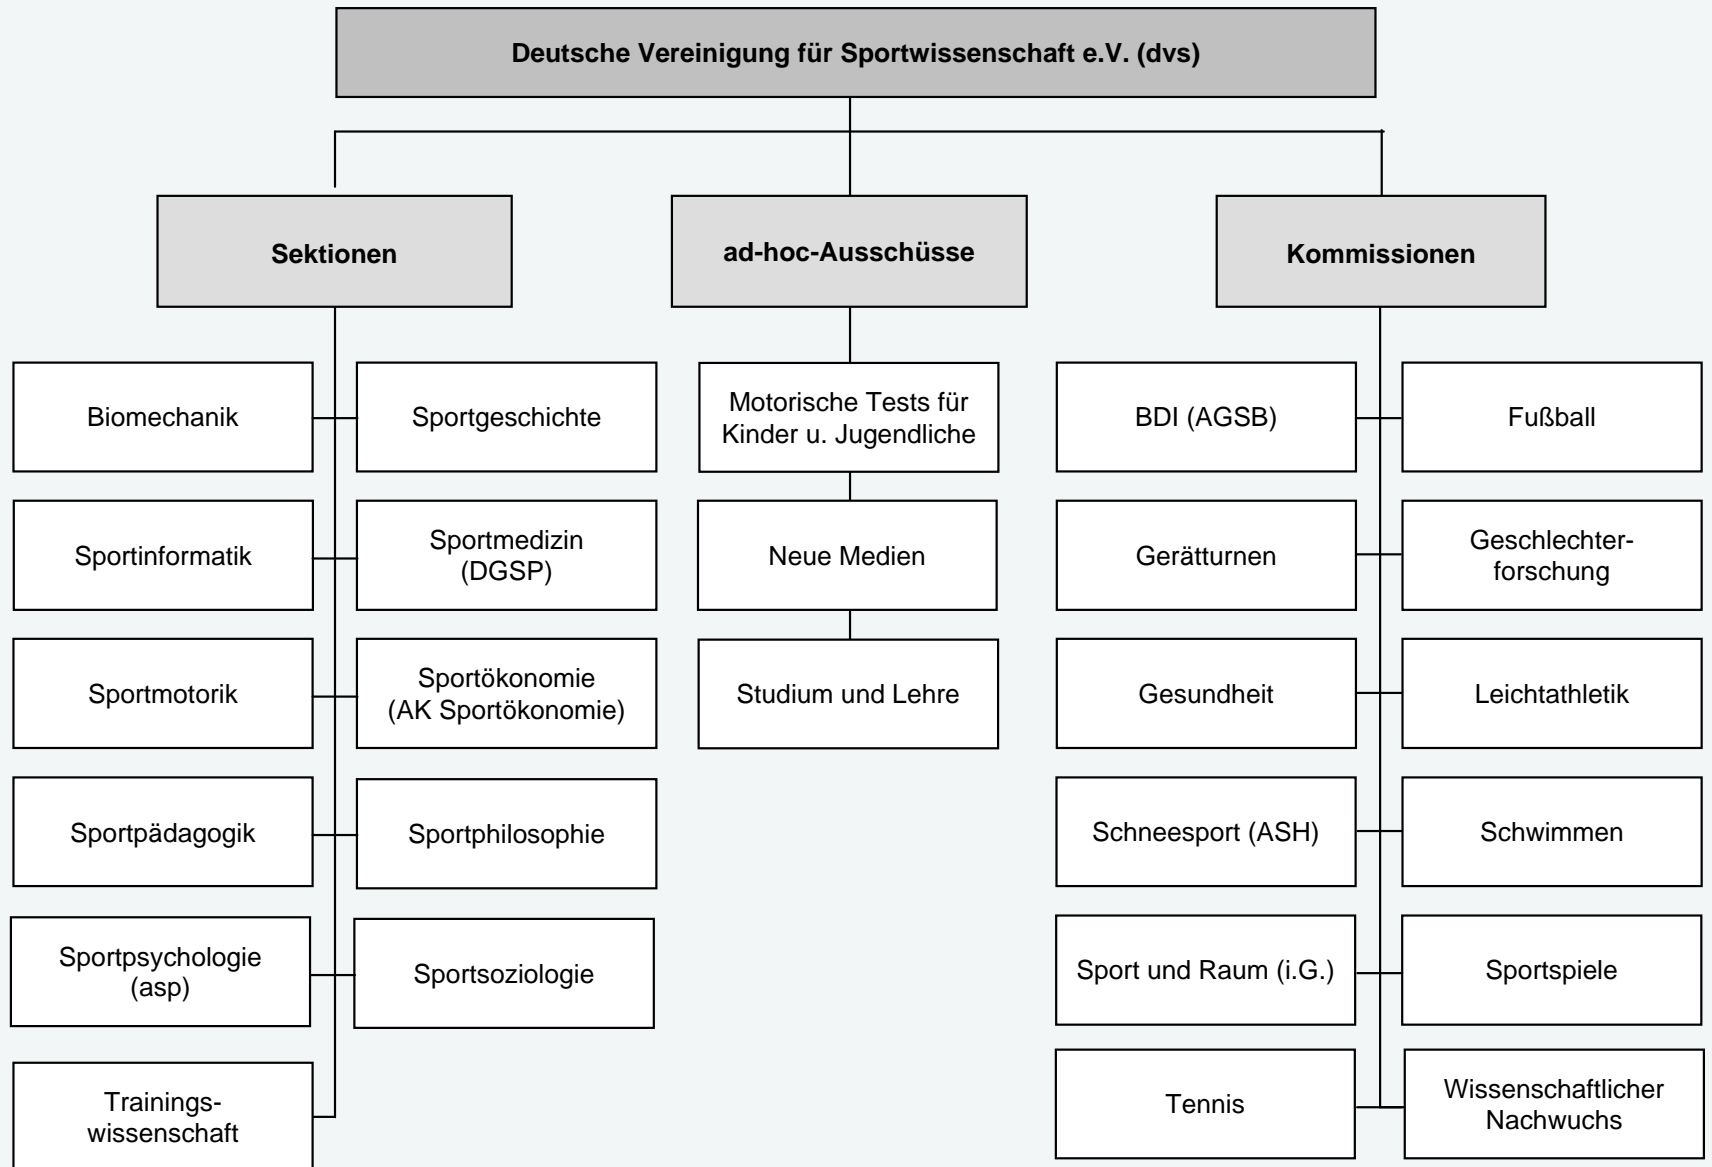 Deutsche Vereinigung für Sportwissenschaft e.V. (dvs)
Sektionen
ad-hoc-Ausschüsse
Kommissionen
Biomechanik
Sportgeschichte
Motorische Tests für
Kinder u. Jugendliche
BDI (AGSB)
Fußball
Sportinformatik
Sportmedizin
(DGSP)
Neue Medien
Gerätturnen
Geschlechter-
forschung
Sportmotorik
Sportökonomie
(AK Sportökonomie)
Studium und Lehre
Gesundheit
Leichtathletik
Sportpädagogik
Sportphilosophie
Schneesport (ASH)
Schwimmen
Sportpsychologie
(asp)
Sportsoziologie
Sport und Raum (i.G.)
Sportspiele
Trainings-
wissenschaft
Tennis
Wissenschaftlicher
Nachwuchs